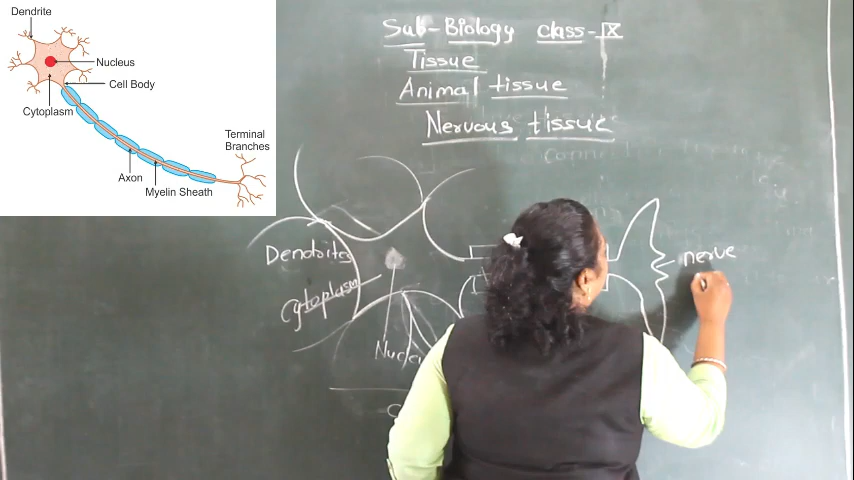 Dendrite
Nucleus
Cell Body
Cytoplasm
Terminal
Branches
Axon
Myelin Sheath
Sub-Biology class-IX
Tissue
Animal tissue
Nervous tissue
Dendrites
nerve
Cytoplasm